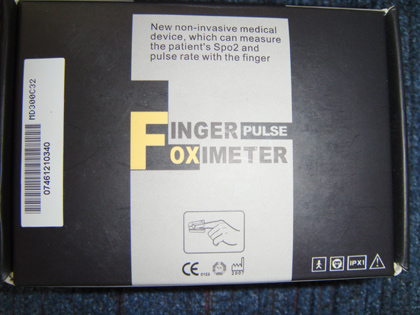 New non-invasive medical
device, which can measure
the patient's Spo2 and
pulse rate with the finger
FINGER PULSE
OXIMETER
MD300C32
07461210340
CE
2007
IPX1